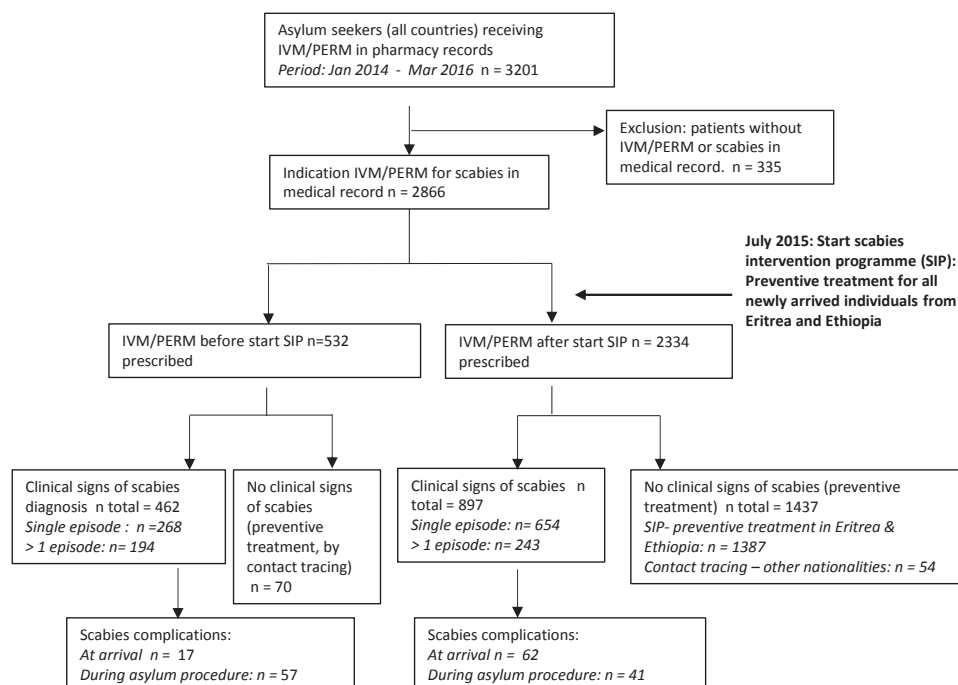 Asylum seekers (all countries) receiving
IVM/PERM in pharmacy records
Period: Jan 2014 - Mar 2016 n = 3201
Exclusion: patients without
IVM/PERM or scabies in
medical record. n = 335
Indication IVM/PERM for scabies in
medical record n = 2866
July 2015: Start scabies
intervention programme (SIP):
Preventive treatment for all
newly arrived individuals from
Eritrea and Ethiopia
IVM/PERM before start SIP n=532
prescribed
IVM/PERM after start SIP n = 2334
prescribed
Clinical signs of scabies
diagnosis n total = 462
Single episode : n =268
> 1 episode: n= 194
No clinical signs
of scabies
(preventive
treatment, by
contact tracing)
n = 70
Clinical signs of scabies n
total = 897
Single episode: n= 654
> 1 episode: n= 243
No clinical signs of scabies (preventive
treatment) n total = 1437
SIP- preventive treatment in Eritrea &
Ethiopia: n = 1387
Contact tracing – other nationalities: n = 54
Scabies complications:
At arrival n = 17
During asylum procedure: n = 57
Scabies complications:
At arrival n = 62
During asylum procedure: n = 41